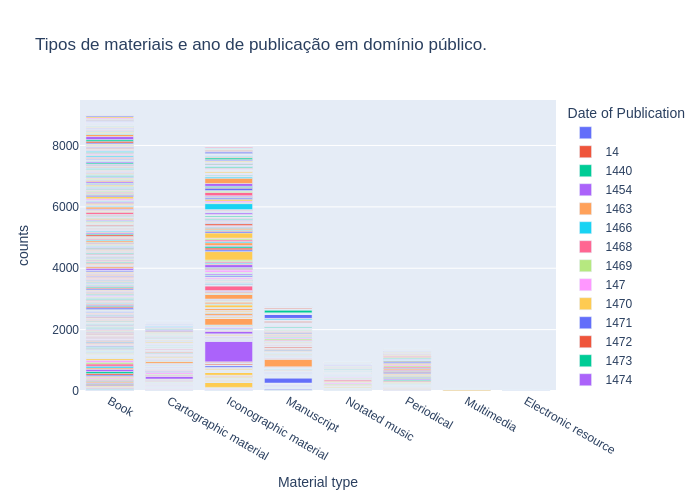 Tipos de materiais e ano de publicação em domínio público.
Date of Publication
14
1440
1454
1463
1466
1468
1469
147
1470
1471
1472
1473
1474
counts
8000
6000
4000
2000
0
Book
Cartographic material
Iconographic material
Manuscript
Notated music
Periodical
Multimedia
Electronic resource
Material type